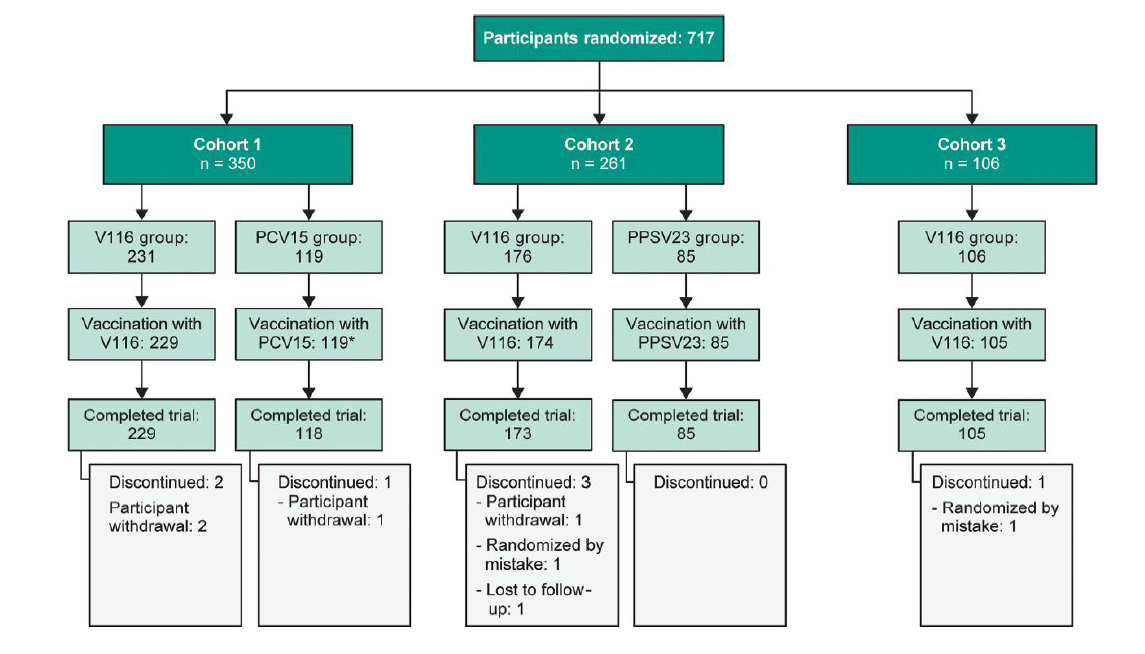 Participants randomized: 717
Cohort 1
n = 350
Cohort 2
n = 261
Cohort 3
n = 106
V116 group:
231
PCV15 group:
119
V116 group:
176
PPSV23 group:
85
V116 group:
106
Vaccination with
V116: 229
Vaccination with
PCV15: 119*
Vaccination with
V116: 174
Vaccination with
PPSV23: 85
Vaccination with
V116: 105
Completed trial:
229
Completed trial:
118
Completed trial:
173
Completed trial:
85
Completed trial:
105
Discontinued: 2
Participant
withdrawal: 2
Discontinued: 1
- Participant
withdrawal: 1
Discontinued: 3
- Participant
withdrawal: 1
- Randomized by
mistake: 1
- Lost to follow-
up: 1
Discontinued: 0
Discontinued: 1
- Randomized by
mistake: 1